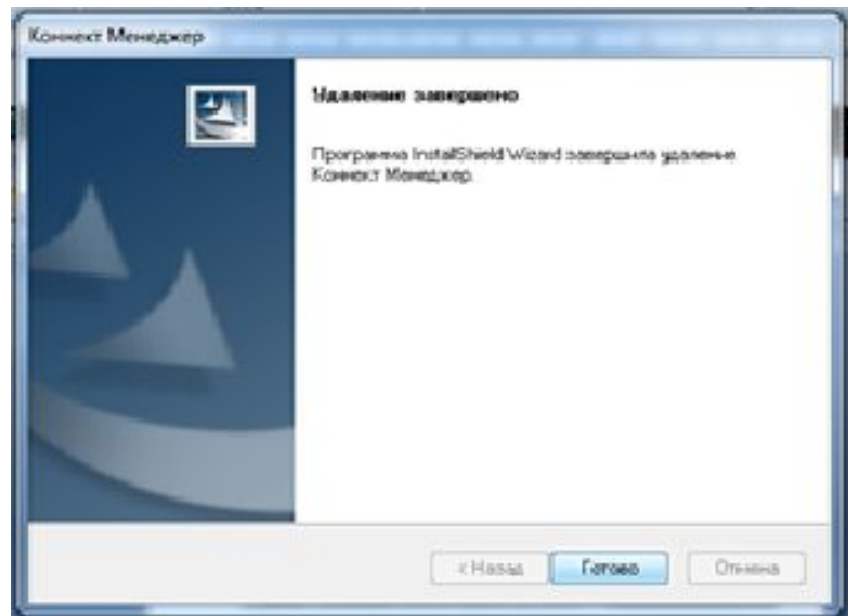 Коннект Менеджер
Удаление завершено
Программа InstallShield Wizard завершила удаление
Коннект Менеджер.
< Назад
Готово
Отмена